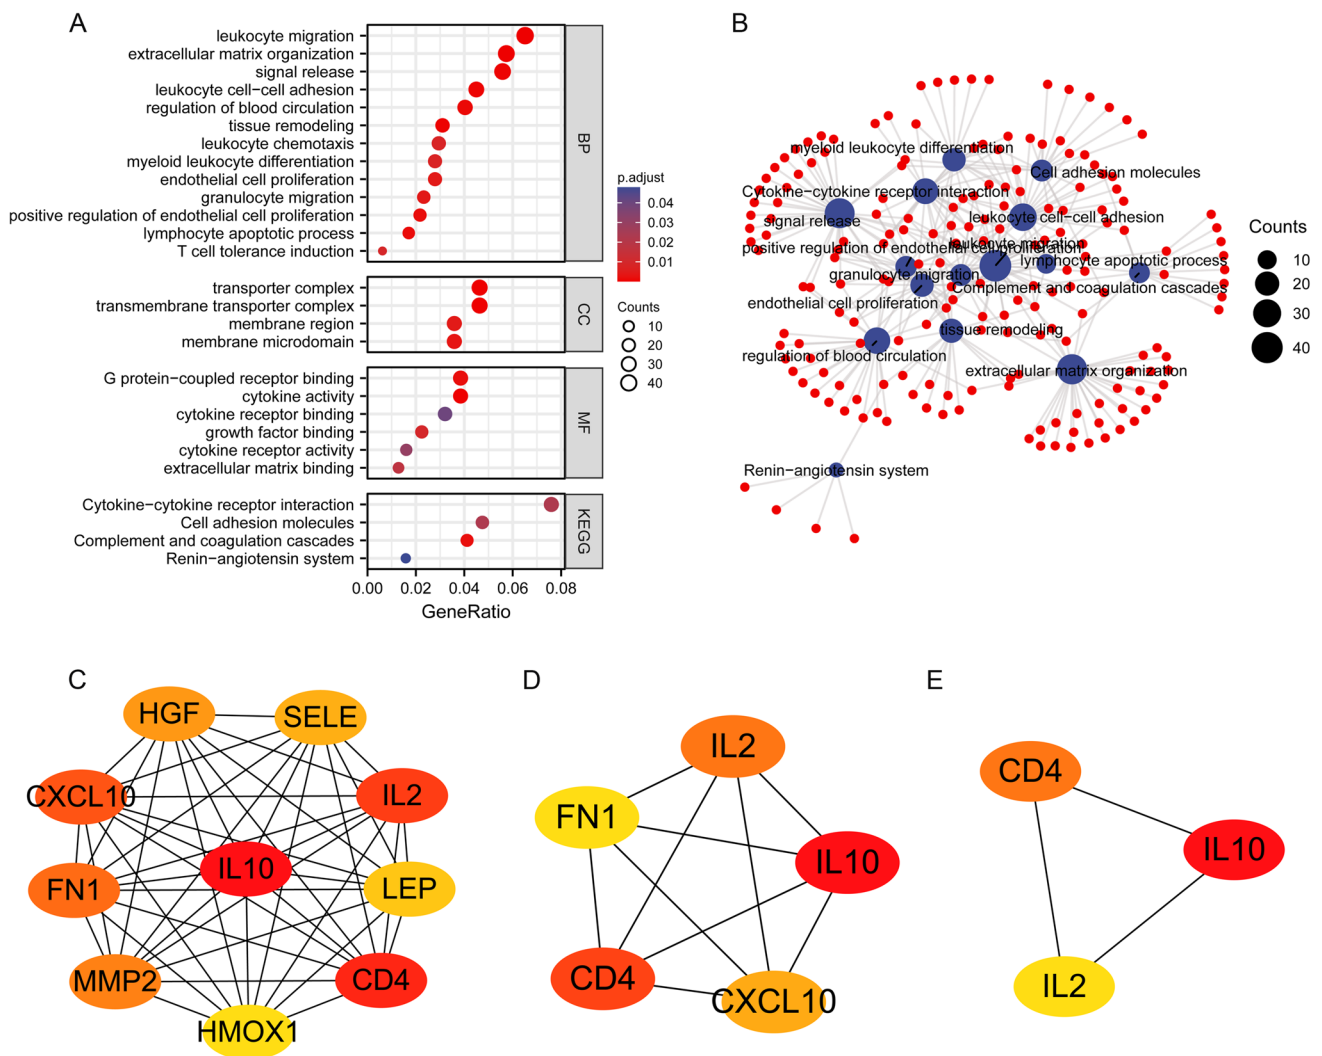 A
leukocyte migration
extracellular matrix organization
signal release
leukocyte cell−cell adhesion
regulation of blood circulation
tissue remodeling
leukocyte chemotaxis
myeloid leukocyte differentiation
endothelial cell proliferation
granulocyte migration
positive regulation of endothelial cell proliferation
lymphocyte apoptotic process
T cell tolerance induction
BP
transporter complex
transmembrane transporter complex
membrane region
membrane microdomain
CC
G protein−coupled receptor binding
cytokine activity
cytokine receptor binding
growth factor binding
cytokine receptor activity
extracellular matrix binding
MF
Cytokine−cytokine receptor interaction
Cell adhesion molecules
Complement and coagulation cascades
Renin−angiotensin system
KEGG
0.00 0.02 0.04 0.06 0.08
GeneRatio
p.adjust
0.04
0.03
0.02
0.01
Counts
10
20
30
40
B
myeloid leukocyte differentiation
Cell adhesion molecules
Cytokine−cytokine receptor interaction
leukocyte cell−cell adhesion
signal release
leukocyte migration
positive regulation of endothelial cell proliferation
lymphocyte apoptotic process
granulocyte migration
Complement and coagulation cascades
endothelial cell proliferation
tissue remodeling
regulation of blood circulation
extracellular matrix organization
Renin−angiotensin system
Counts
10
20
30
40
C
HGF
SELE
CXCL10
IL2
IL10
FN1
LEP
MMP2
CD4
HMOX1
D
IL2
FN1
IL10
CD4
CXCL10
E
CD4
IL10
IL2